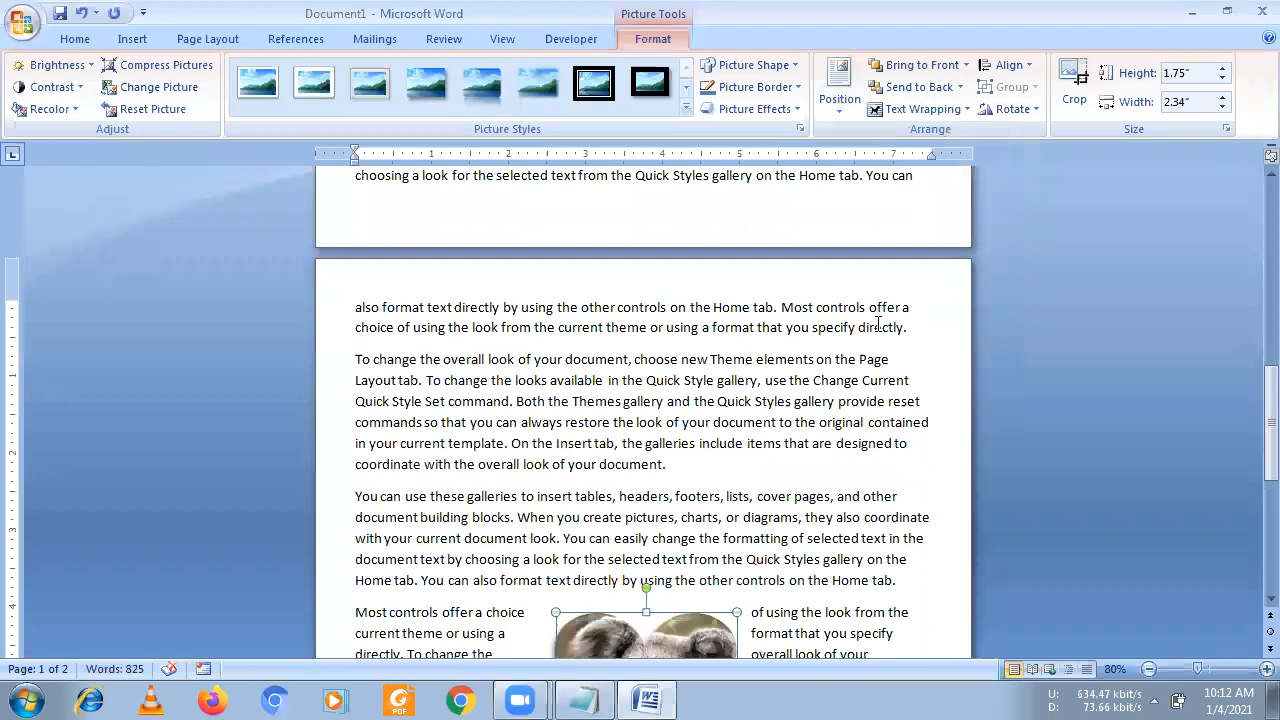 Document1 - Microsoft Word
Picture Tools
Home
Insert
Page Layout
References
Mailings
Review
View
Developer
Format
Brightness
Compress Pictures
Contrast
Change Picture
Recolor
Reset Picture
Adjust
Picture Shape
Picture Border
Picture Effects
Picture Styles
Position
Bring to Front
Send to Back
Text Wrapping
Align
Group
Rotate
Arrange
Crop
Height: 1.75"
Width: 2.34"
Size
1 2 3 4 5 6 7
choosing a look for the selected text from the Quick Styles gallery on the Home tab. You can
also format text directly by using the other controls on the Home tab. Most controls offer a
choice of using the look from the current theme or using a format that you specify directly.
To change the overall look of your document, choose new Theme elements on the Page
Layout tab. To change the looks available in the Quick Style gallery, use the Change Current
Quick Style Set command. Both the Themes gallery and the Quick Styles gallery provide reset
commands so that you can always restore the look of your document to the original contained
in your current template. On the Insert tab, the galleries include items that are designed to
coordinate with the overall look of your document.
You can use these galleries to insert tables, headers, footers, lists, cover pages, and other
document building blocks. When you create pictures, charts, or diagrams, they also coordinate
with your current document look. You can easily change the formatting of selected text in the
document text by choosing a look for the selected text from the Quick Styles gallery on the
Home tab. You can also format text directly by using the other controls on the Home tab.
Most controls offer a choice of using the look from the
current theme or using a format that you specify
directly. To change the overall look of your
1
2
3
4
Page: 1 of 2
Words: 825
80%
PDF
U: 634.47 kbit/s
D: 73.66 kbit/s
10:12 AM
1/4/2021